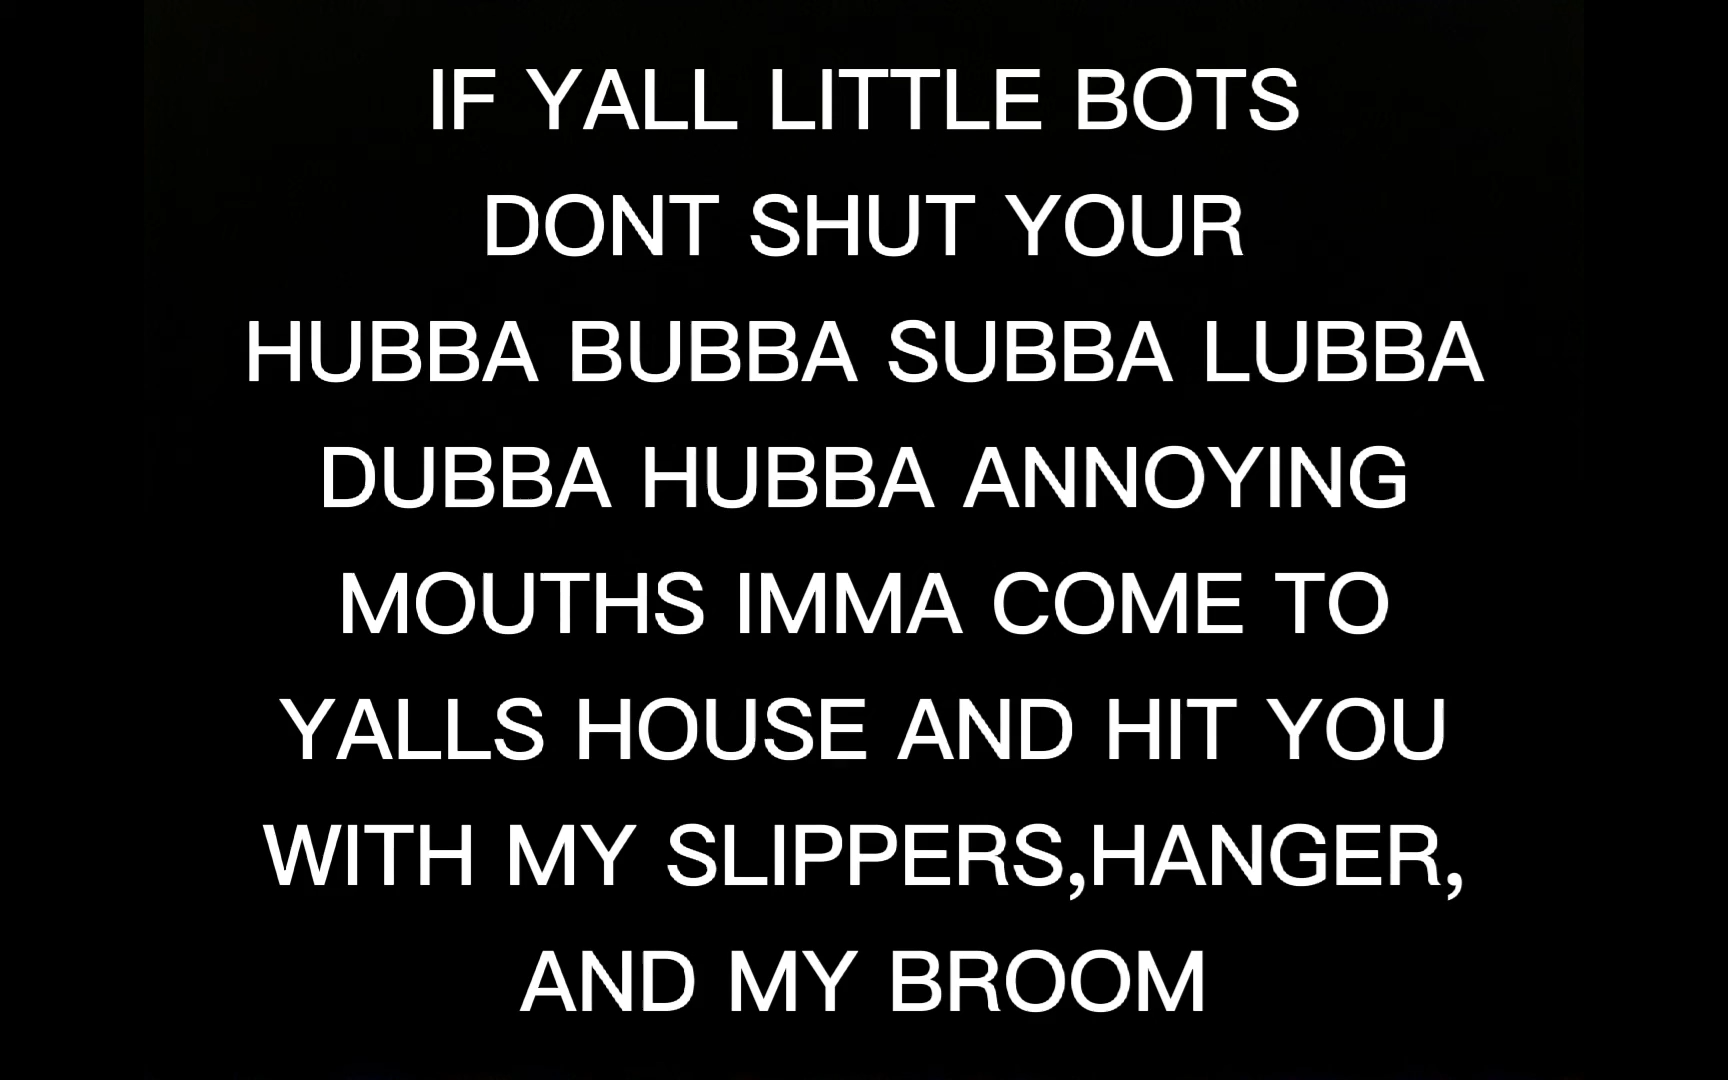 IF YALL LITTLE BOTS
DONT SHUT YOUR
HUBBA BUBBA SUBBA LUBBA
DUBBA HUBBA ANNOYING
MOUTHS IMMA COME TO
YALLS HOUSE AND HIT YOU
WITH MY SLIPPERS,HANGER,
AND MY BROOM